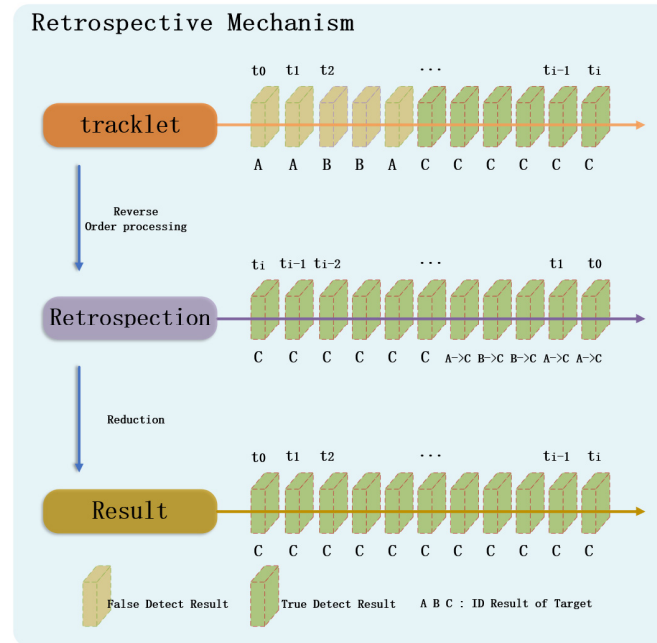 Retrospective Mechanism
t0 t1 t2 ... ti-1 ti
tracklet
A A B B A C C C C C C
Reverse
Order processing
ti ti-1 ti-2 ... t1 t0
Retrospection
C C C C C C A->C B->C B->C A->C A->C
Reduction
t0 t1 t2 ... ti-1 ti
Result
C C C C C C C C C C C
False Detect Result True Detect Result A B C : ID Result of Target